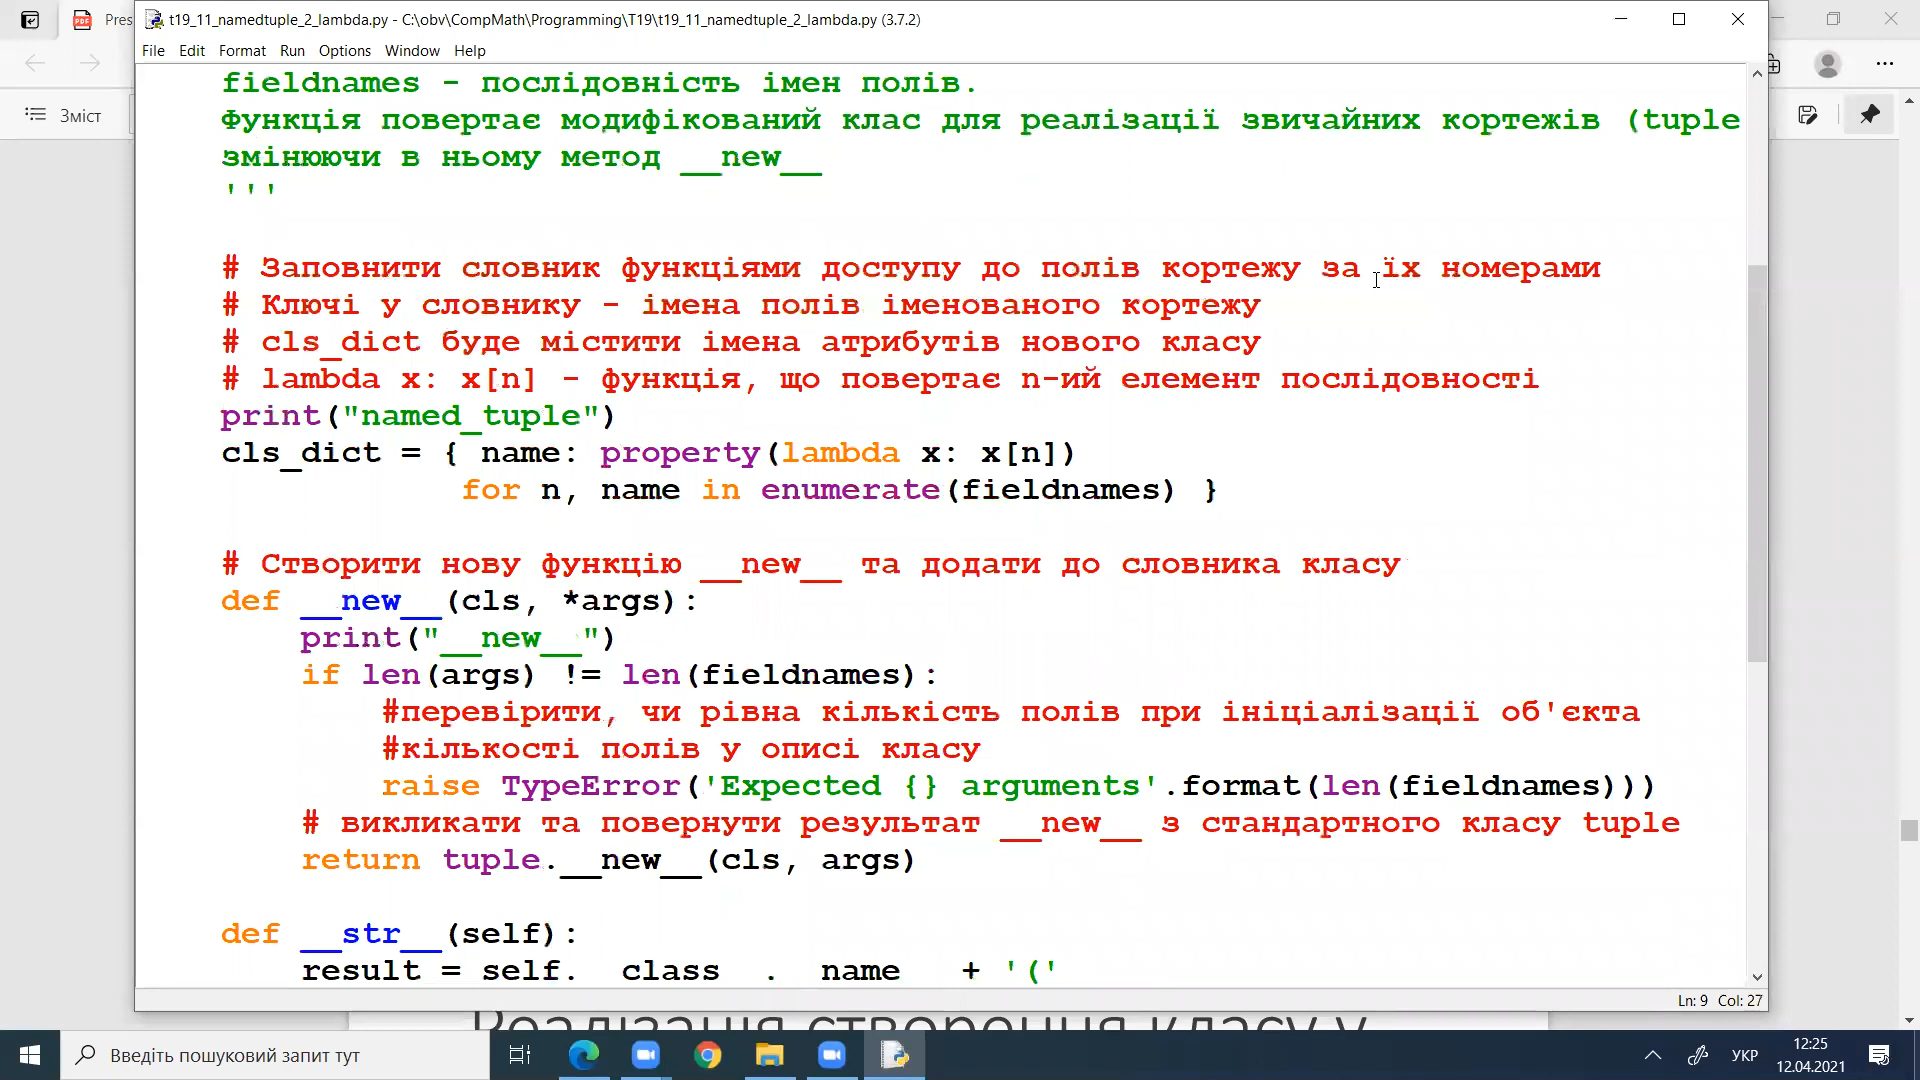 t19_11_namedtuple_2_lambda.py - C:\obv\CompMath\Programming\T19\t19_11_namedtuple_2_lambda.py (3.7.2)
Pres
File Edit Format Run Options Window Help
Зміст
fieldnames - послідовність імен полів.
Функція повертає модифікований клас для реалізації звичайних кортежів (tuple
змінюючи в ньому метод __new__
'''
# Заповнити словник функціями доступу до полів кортежу за їх номерами
# Ключі у словнику - імена полів іменованого кортежу
# cls_dict буде містити імена атрибутів нового класу
# lambda x: x[n] - функція, що повертає n-ий елемент послідовності
print("named_tuple")
cls_dict = { name: property(lambda x: x[n])
for n, name in enumerate(fieldnames) }
# Створити нову функцію __new__ та додати до словника класу
def __new__(cls, *args):
print("__new__")
if len(args) != len(fieldnames):
#перевірити, чи рівна кількість полів при ініціалізації об'єкта
#кількості полів у описі класу
raise TypeError('Expected {} arguments'.format(len(fieldnames)))
# викликати та повернути результат __new__ з стандартного класу tuple
return tuple.__new__(cls, args)
def __str__(self):
result = self.__class__.__name__ + '('
Ln: 9 Col: 27
Реалізація створення класу у
Введіть пошуковий запит тут
УКР
12:25
12.04.2021